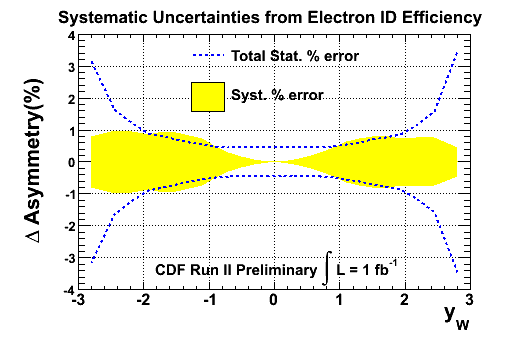 Systematic Uncertainties from Electron ID Efficiency
Δ Asymmetry(%)
4
3
2
1
0
-1
-2
-3
-4
Total Stat. % error
Syst. % error
CDF Run II Preliminary ∫ L = 1 fb⁻¹
-3 -2 -1 0 1 2 3
y_W